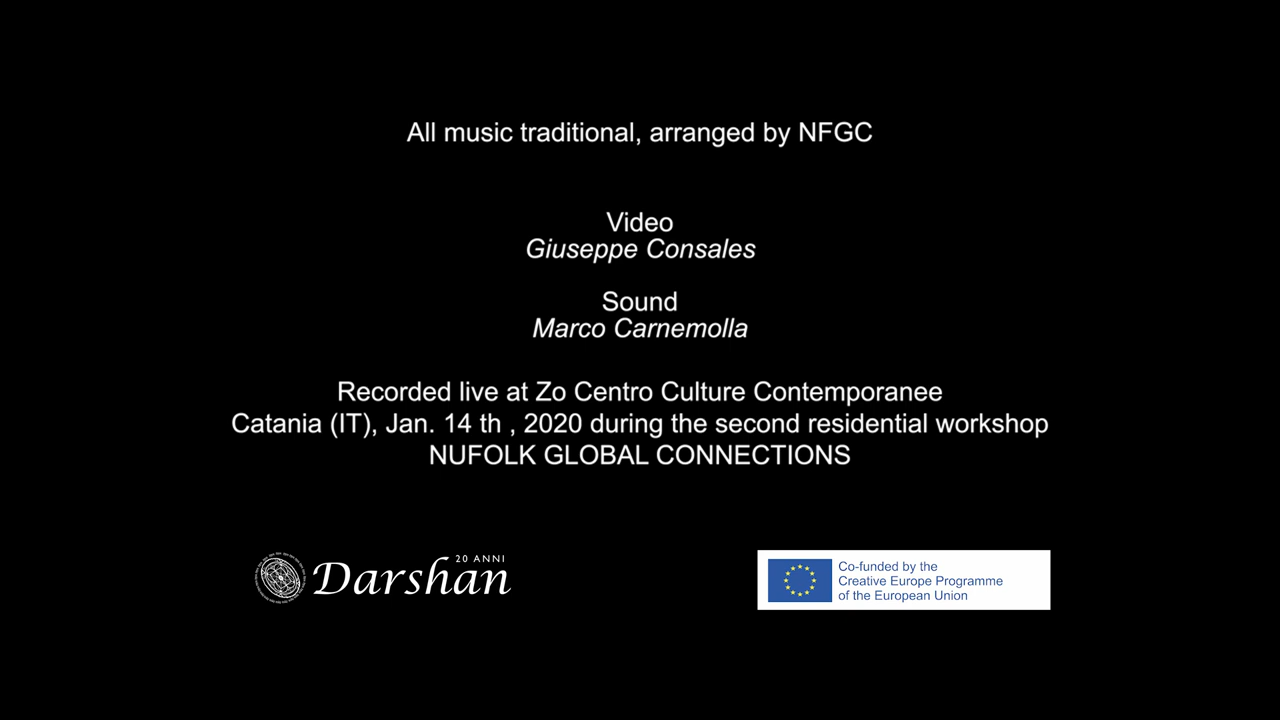 All music traditional, arranged by NFGC
Video
Giuseppe Consales
Sound
Marco Carnemolla
Recorded live at Zo Centro Culture Contemporanee
Catania (IT), Jan. 14 th , 2020 during the second residential workshop
NUFOLK GLOBAL CONNECTIONS
20 ANNI
Darshan
Co-funded by the
Creative Europe Programme
of the European Union